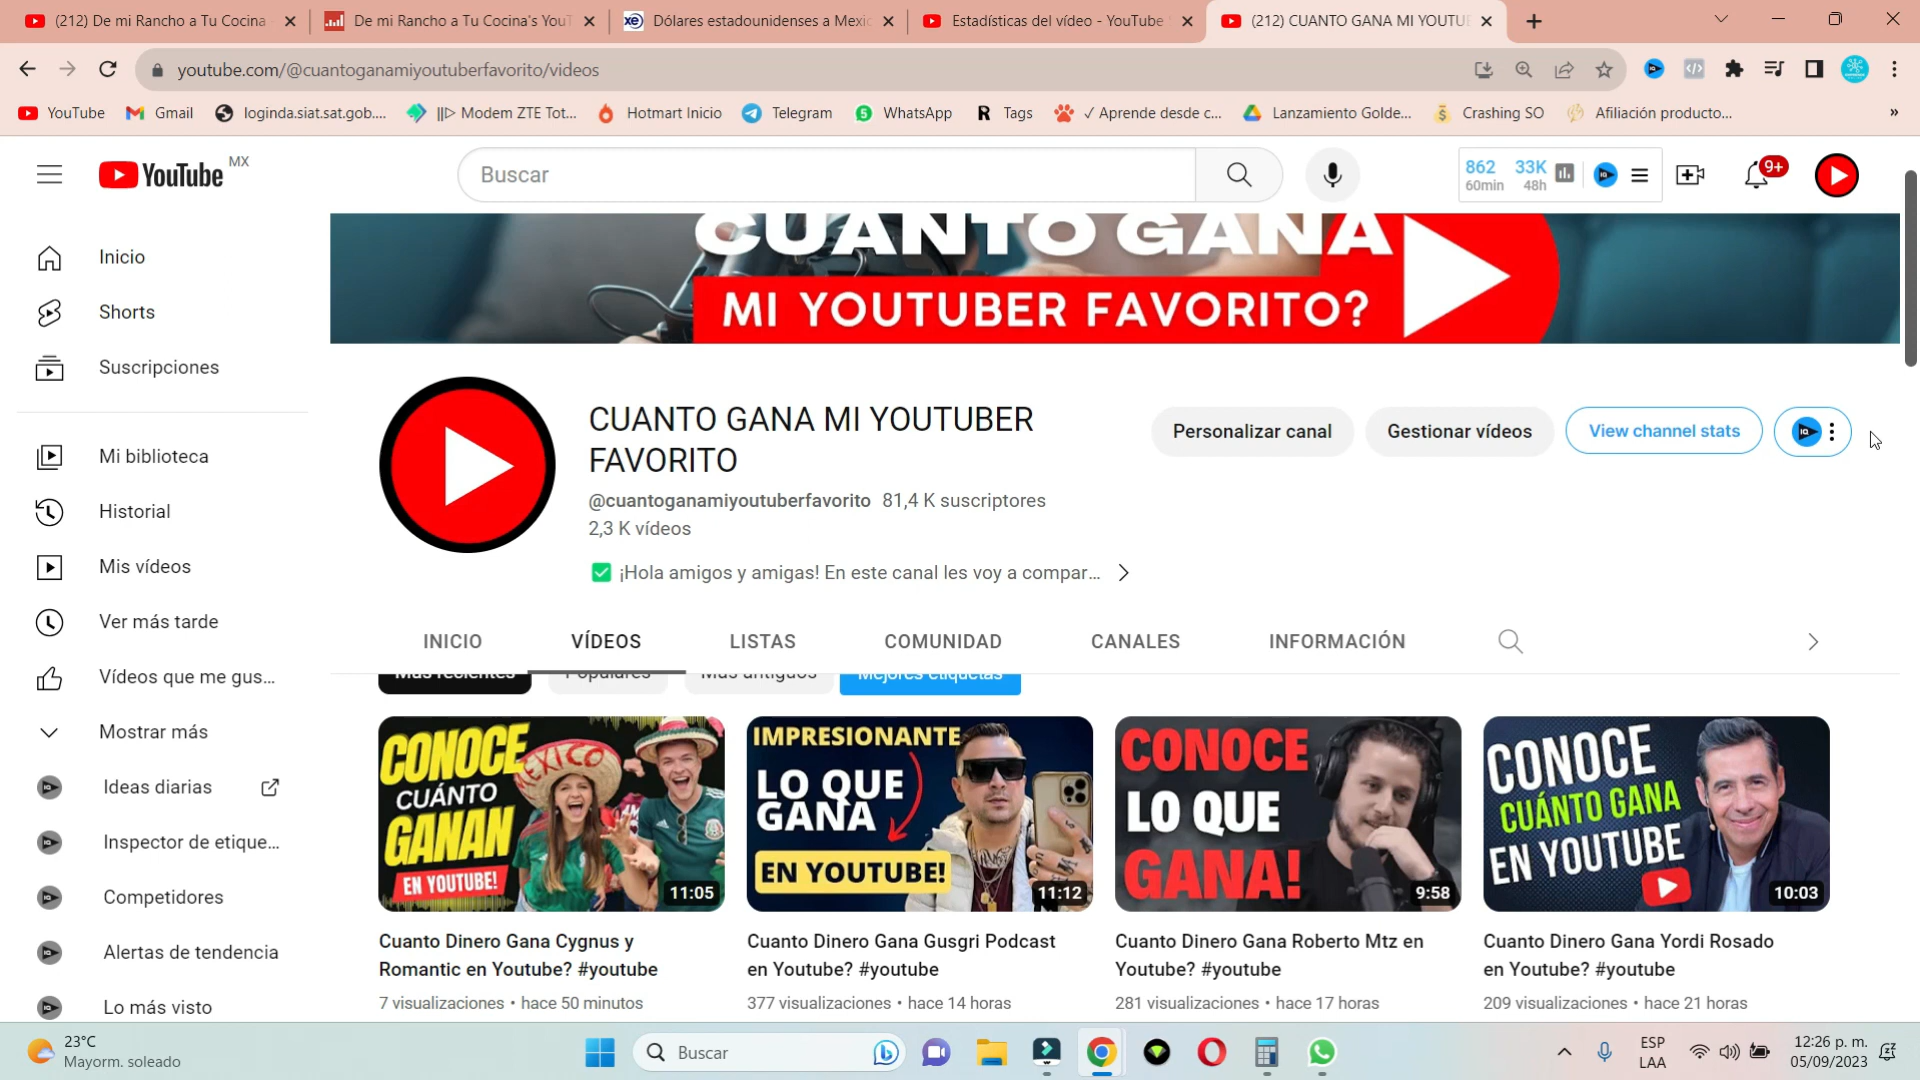 (212) De mi Rancho a Tu Cocina
De mi Rancho a Tu Cocina's You
Dólares estadounidenses a Mexi
Estadísticas del vídeo - YouTube
(212) CUANTO GANA MI YOUTU
youtube.com/@cuantoganamiyoutuberfavorito/videos
YouTube
Gmail
loginda.siat.sat.gob....
||▷ Modem ZTE Tot...
Hotmart Inicio
Telegram
WhatsApp
Tags
✓ Aprende desde c...
Lanzamiento Golde...
Crashing SO
Afiliación producto...
»
YouTube MX
Buscar
862 33K
60min 48h
9+
CUANTO GANA
MI YOUTUBER FAVORITO?
Inicio
Shorts
Suscripciones
Mi biblioteca
Historial
Mis vídeos
Ver más tarde
Vídeos que me gus...
Mostrar más
Ideas diarias
Inspector de etique...
Competidores
Alertas de tendencia
Lo más visto
CUANTO GANA MI YOUTUBER
FAVORITO
@cuantoganamiyoutuberfavorito 81,4 K suscriptores
2,3 K vídeos
¡Hola amigos y amigas! En este canal les voy a compar...
Personalizar canal
Gestionar vídeos
View channel stats
INICIO
VÍDEOS
LISTAS
COMUNIDAD
CANALES
INFORMACIÓN
Más recientes
Populares
Más antiguos
Mejores etiquetas
CONOCE
CUÁNTO
GANAN
EN YOUTUBE!
MEXICO
11:05
IMPRESIONANTE
LO QUE
GANA
EN YOUTUBE!
11:12
CONOCE
LO QUE
GANA!
9:58
CONOCE
CUÁNTO GANA
EN YOUTUBE
10:03
Cuanto Dinero Gana Cygnus y
Romantic en Youtube? #youtube
7 visualizaciones • hace 50 minutos
Cuanto Dinero Gana Gusgri Podcast
en Youtube? #youtube
377 visualizaciones • hace 14 horas
Cuanto Dinero Gana Roberto Mtz en
Youtube? #youtube
281 visualizaciones • hace 17 horas
Cuanto Dinero Gana Yordi Rosado
en Youtube? #youtube
209 visualizaciones • hace 21 horas
23°C
Mayorm. soleado
Buscar
ESP
LAA
12:26 p. m.
05/09/2023